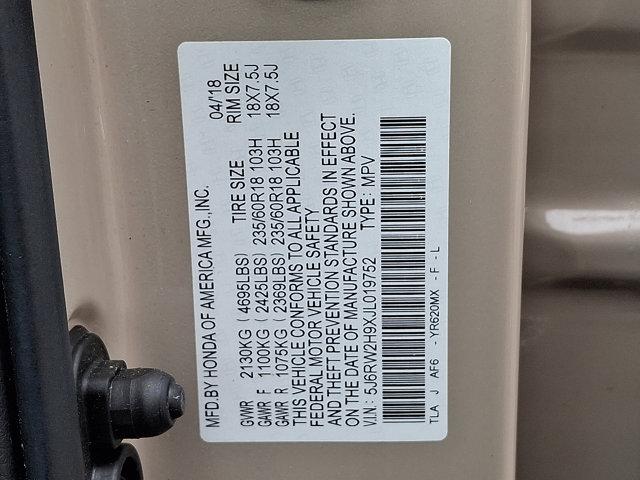 MFD.BY HONDA OF AMERICA MFG., INC. 04/'18
TIRE SIZE RIM SIZE
GVWR 2130KG ( 4695LBS)
GAWR F 1100KG ( 2425LBS) 235/60R18 103H 18X7.5J
GAWR R 1075KG ( 2369LBS) 235/60R18 103H 18X7.5J
THIS VEHICLE CONFORMS TO ALL APPLICABLE
FEDERAL MOTOR VEHICLE SAFETY
AND THEFT PREVENTION STANDARDS IN EFFECT
ON THE DATE OF MANUFACTURE SHOWN ABOVE.
V.I.N.: 5J6RW2H9XJL019752 TYPE: MPV
TLA J AF6 - YR620MX - F - L